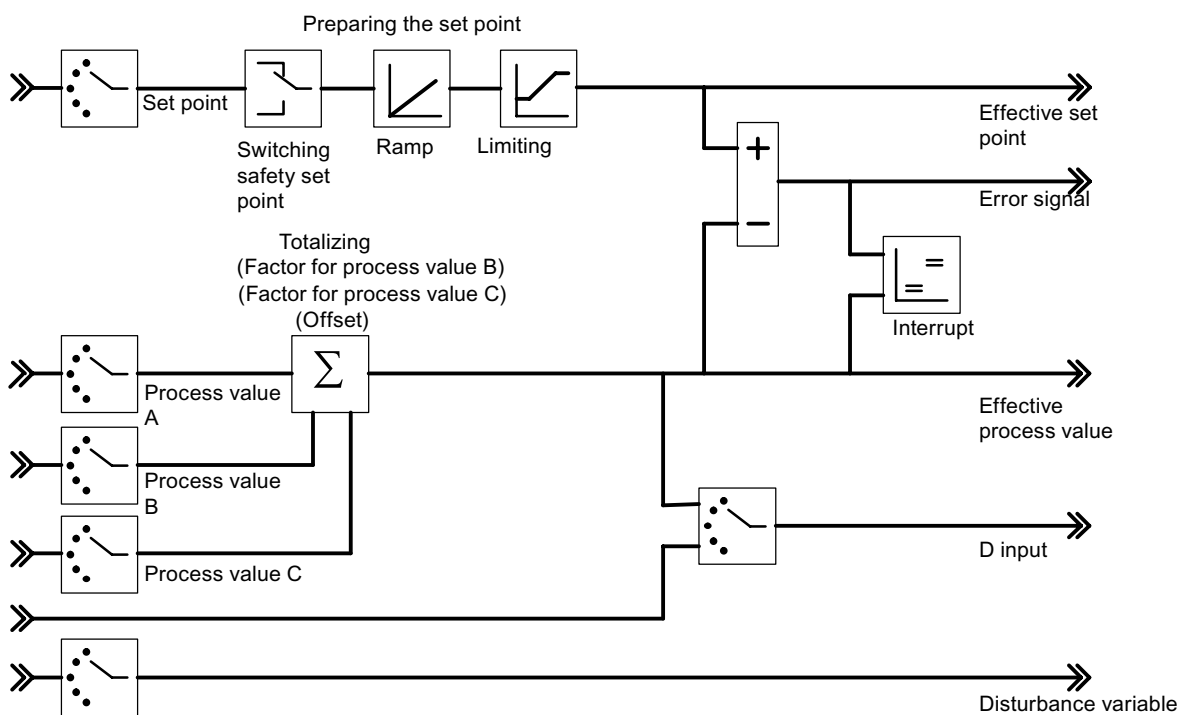 Preparing the set point
Set point
Switching
safety set
point
Ramp
Limiting
Effective set
point
+
−
Error signal
Totalizing
(Factor for process value B)
(Factor for process value C)
(Offset)
Interrupt
Σ
Process value
A
Effective
process value
Process value
B
D input
Process value C
Disturbance variable